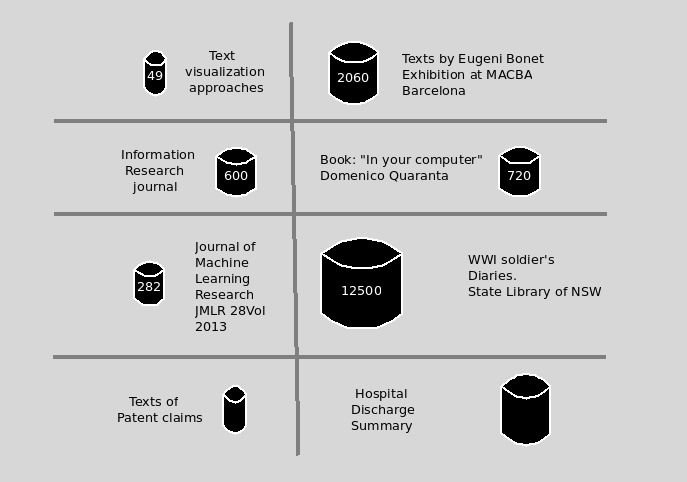 49
Text
visualization
approaches
2060
Texts by Eugeni Bonet
Exhibition at MACBA
Barcelona
Information
Research
journal
600
Book: "In your computer"
Domenico Quaranta
720
282
Journal of
Machine
Learning
Research
JMLR 28Vol
2013
12500
WWI soldier's
Diaries.
State Library of NSW
Texts of
Patent claims
Hospital
Discharge
Summary